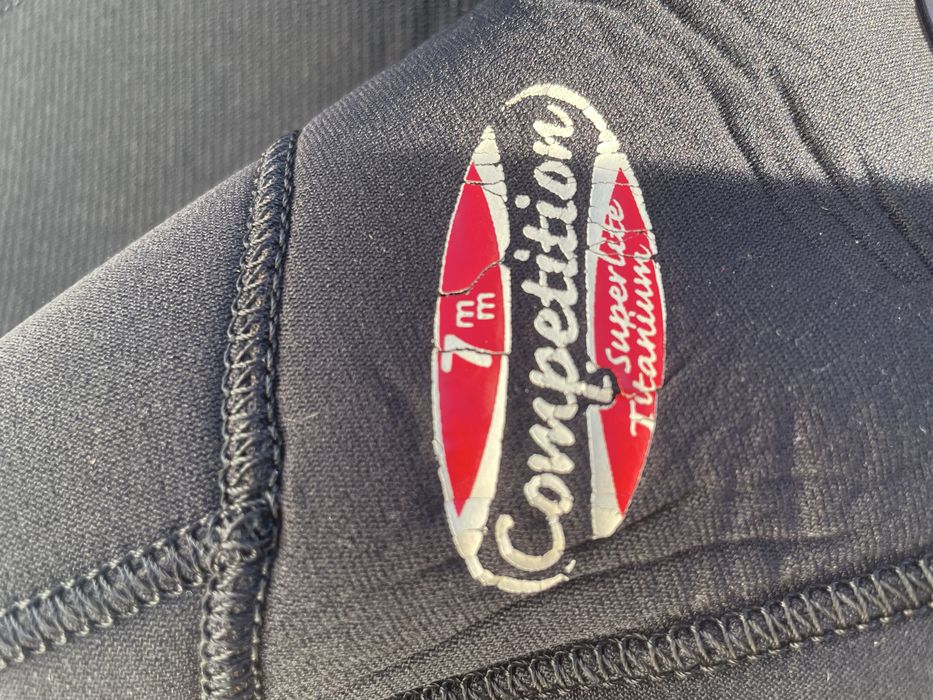 7mm
Competition
Superlite
Titanium